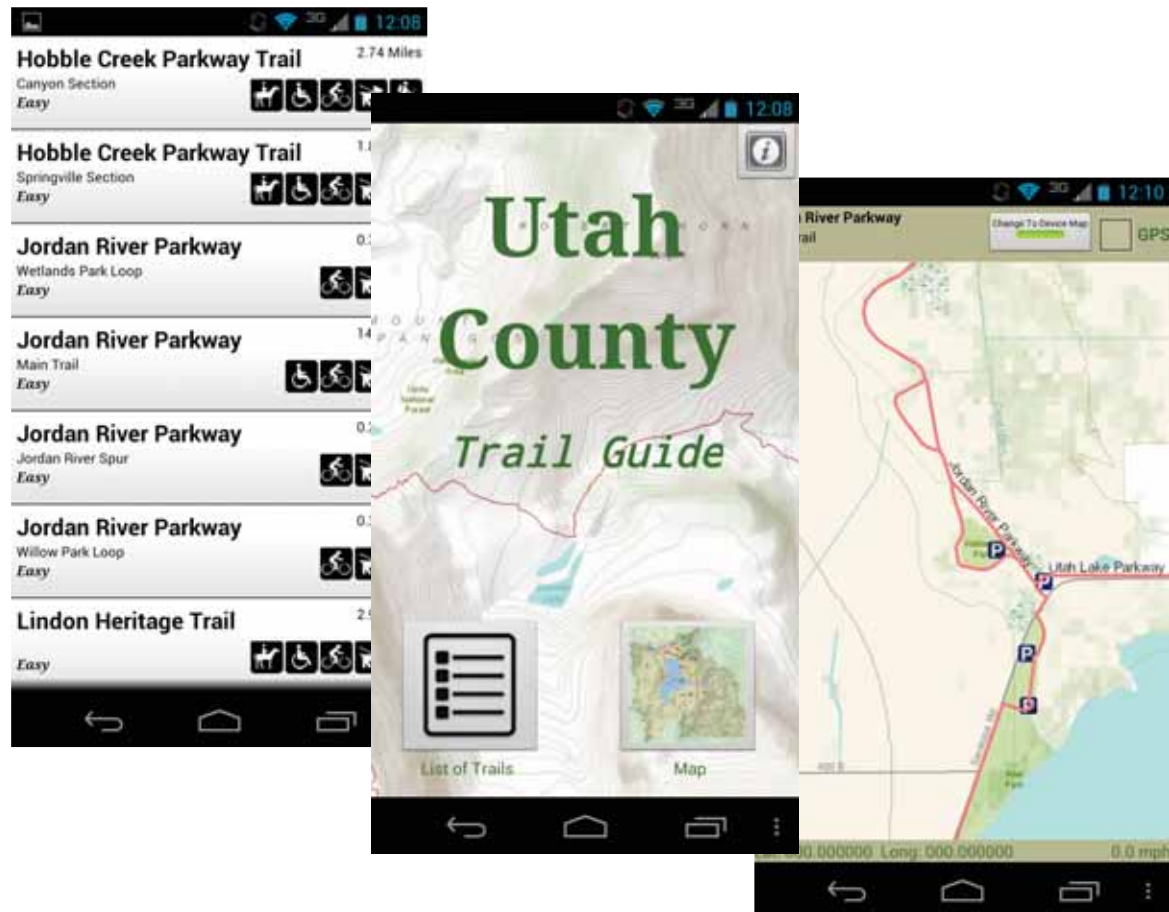 3G 12:08
Hobble Creek Parkway Trail 2.74 Miles
Canyon Section
Easy
Hobble Creek Parkway Trail
Springville Section
Easy
Jordan River Parkway
Wetlands Park Loop
Easy
Jordan River Parkway
Main Trail
Easy
Jordan River Parkway
Jordan River Spur
Easy
Jordan River Parkway
Willow Park Loop
Easy
Lindon Heritage Trail
Easy
3G 12:08
i
Utah
County
Trail Guide
List of Trails
Map
3G 12:10
River Parkway
Change To Device Map
GPS
Jordan River Parkway
P
Utah Lake Parkway
P
P
P
Long: 000.000000 0.0 mph